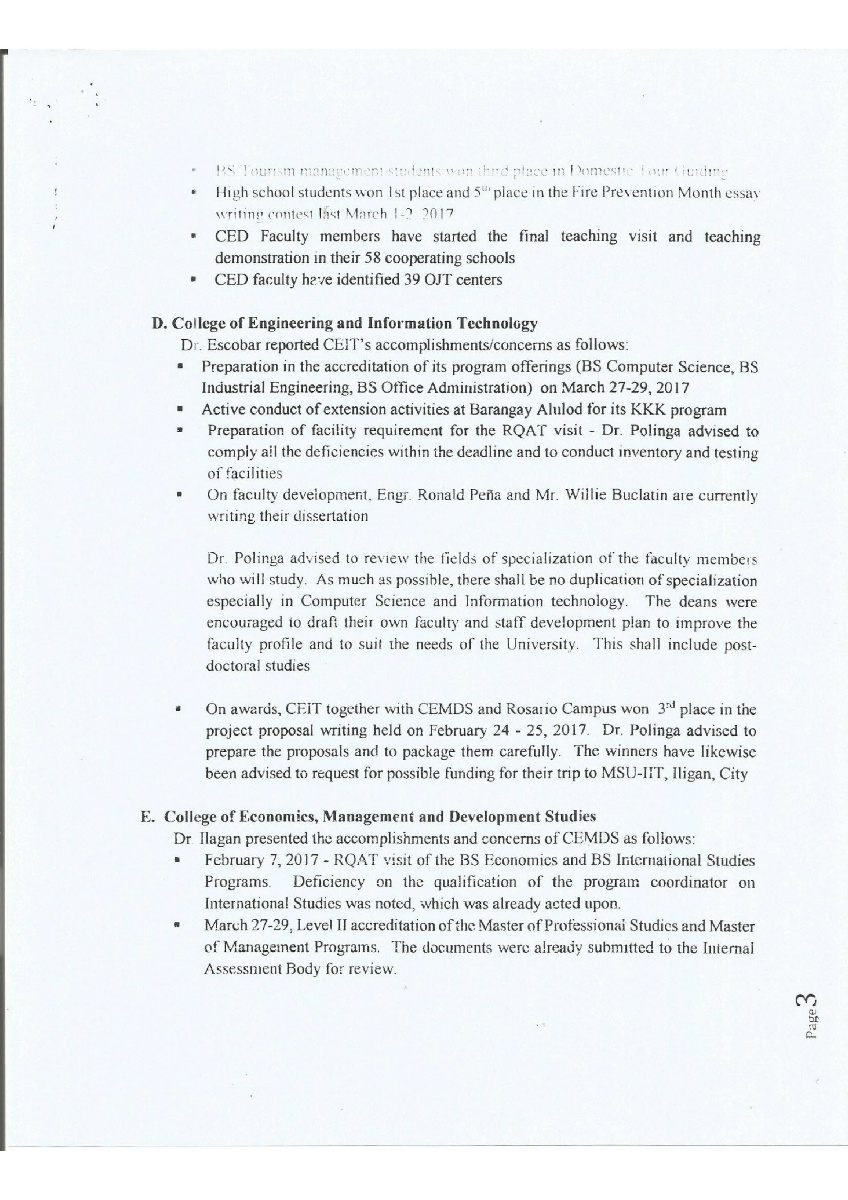 ▪ BS Tourism management students won third place in Domestic Tour Guiding
▪ High school students won 1st place and 5th place in the Fire Prevention Month essay
writing contest last March 1-2, 2017
▪ CED Faculty members have started the final teaching visit and teaching
demonstration in their 58 cooperating schools
▪ CED faculty have identified 39 OJT centers
D. College of Engineering and Information Technology
Dr. Escobar reported CEIT's accomplishments/concerns as follows:
▪ Preparation in the accreditation of its program offerings (BS Computer Science, BS
Industrial Engineering, BS Office Administration) on March 27-29, 2017
▪ Active conduct of extension activities at Barangay Alulod for its KKK program
▪ Preparation of facility requirement for the RQAT visit - Dr. Polinga advised to
comply all the deficiencies within the deadline and to conduct inventory and testing
of facilities
▪ On faculty development, Engr. Ronald Peña and Mr. Willie Buclatin are currently
writing their dissertation
Dr. Polinga advised to review the fields of specialization of the faculty members
who will study. As much as possible, there shall be no duplication of specialization
especially in Computer Science and Information technology. The deans were
encouraged to draft their own faculty and staff development plan to improve the
faculty profile and to suit the needs of the University. This shall include post-
doctoral studies
▪ On awards, CEIT together with CEMDS and Rosario Campus won 3rd place in the
project proposal writing held on February 24 - 25, 2017. Dr. Polinga advised to
prepare the proposals and to package them carefully. The winners have likewise
been advised to request for possible funding for their trip to MSU-IIT, Iligan, City
E. College of Economics, Management and Development Studies
Dr. Ilagan presented the accomplishments and concerns of CEMDS as follows:
▪ February 7, 2017 - RQAT visit of the BS Economics and BS International Studies
Programs. Deficiency on the qualification of the program coordinator on
International Studies was noted, which was already acted upon.
▪ March 27-29, Level II accreditation of the Master of Professional Studies and Master
of Management Programs. The documents were already submitted to the Internal
Assessment Body for review.
Page 3